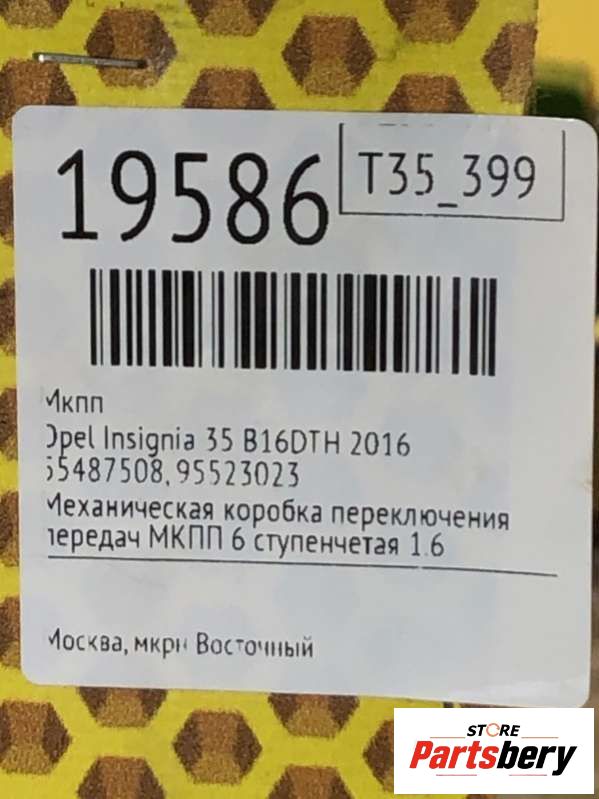 19586
T35_399
Мкпп
Opel Insignia 35 B16DTH 2016
55487508, 95523023
Механическая коробка переключения
передач МКПП 6 ступенчетая 1.6
Москва, мкрн Восточный
STORE
Partsbery